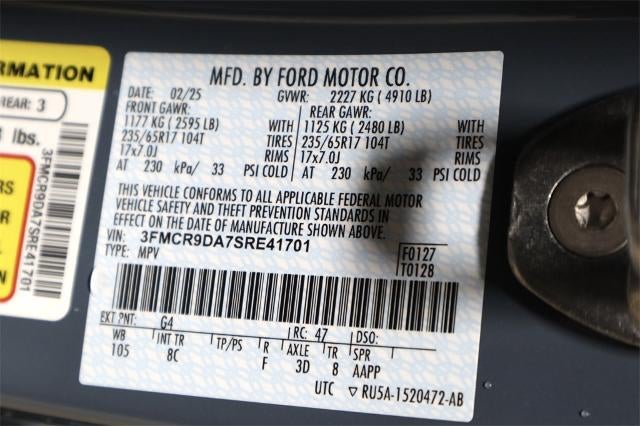 RMATION
REAR: 3
lbs.
RS
R
3FMCR9DA7SRE41701
MFD. BY FORD MOTOR CO.
DATE: 02/25 GVWR: 2227 KG ( 4910 LB)
FRONT GAWR: REAR GAWR:
1177 KG ( 2595 LB) WITH 1125 KG ( 2480 LB) WITH
235/65R17 104T TIRES 235/65R17 104T TIRES
17x7.0J RIMS 17x7.0J RIMS
AT 230 kPa/ 33 PSI COLD AT 230 kPa/ 33 PSI COLD
THIS VEHICLE CONFORMS TO ALL APPLICABLE FEDERAL MOTOR
VEHICLE SAFETY AND THEFT PREVENTION STANDARDS IN
EFFECT ON THE DATE OF MANUFACTURE SHOWN ABOVE.
VIN: 3FMCR9DA7SRE41701 F0127
TYPE: MPV T0128
EXT PNT: G4 RC: 47 DSO:
WB INT TR TP/PS R AXLE TR SPR
105 8C F 3D 8 AAPP
UTC ▽ RU5A-1520472-AB